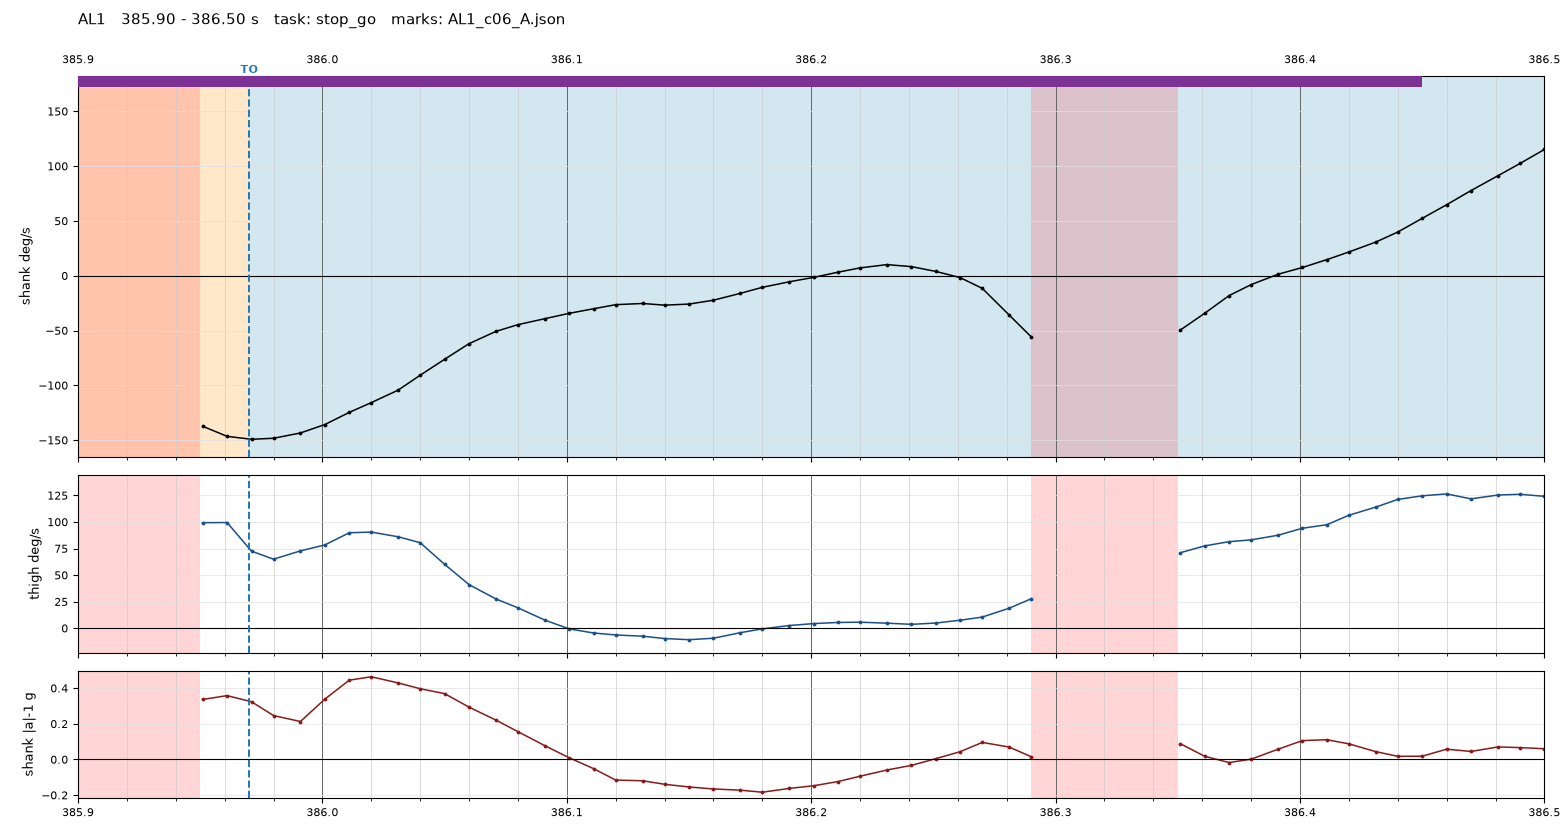 AL1 385.90 - 386.50 s task: stop_go marks: AL1_c06_A.json
385.9 386.0 386.1 386.2 386.3 386.4 386.5
TO
shank deg/s
150
100
50
0
−50
−100
−150
thigh deg/s
125
100
75
50
25
0
shank |a|-1 g
0.4
0.2
0.0
−0.2
385.9 386.0 386.1 386.2 386.3 386.4 386.5